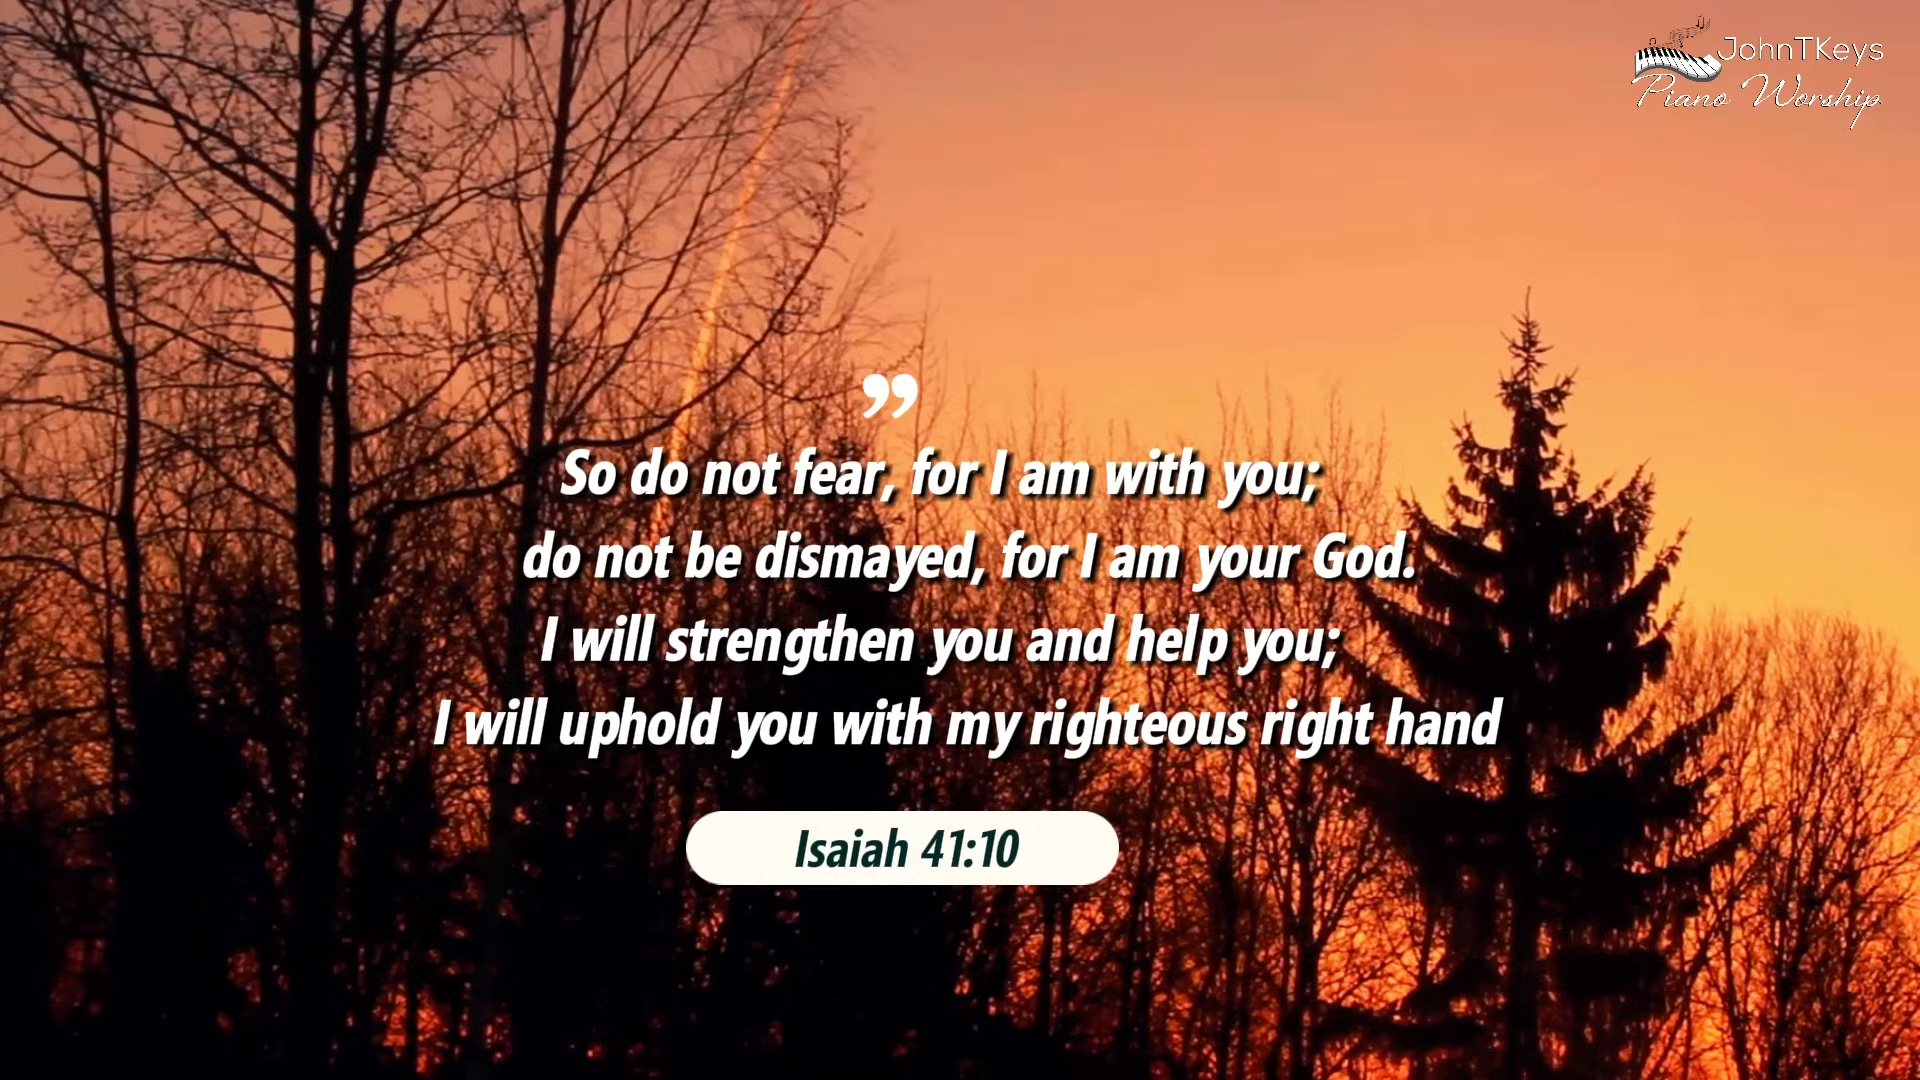 JohnTKeys
Piano Worship
”
So do not fear, for I am with you;
do not be dismayed, for I am your God.
I will strengthen you and help you;
I will uphold you with my righteous right hand
Isaiah 41:10